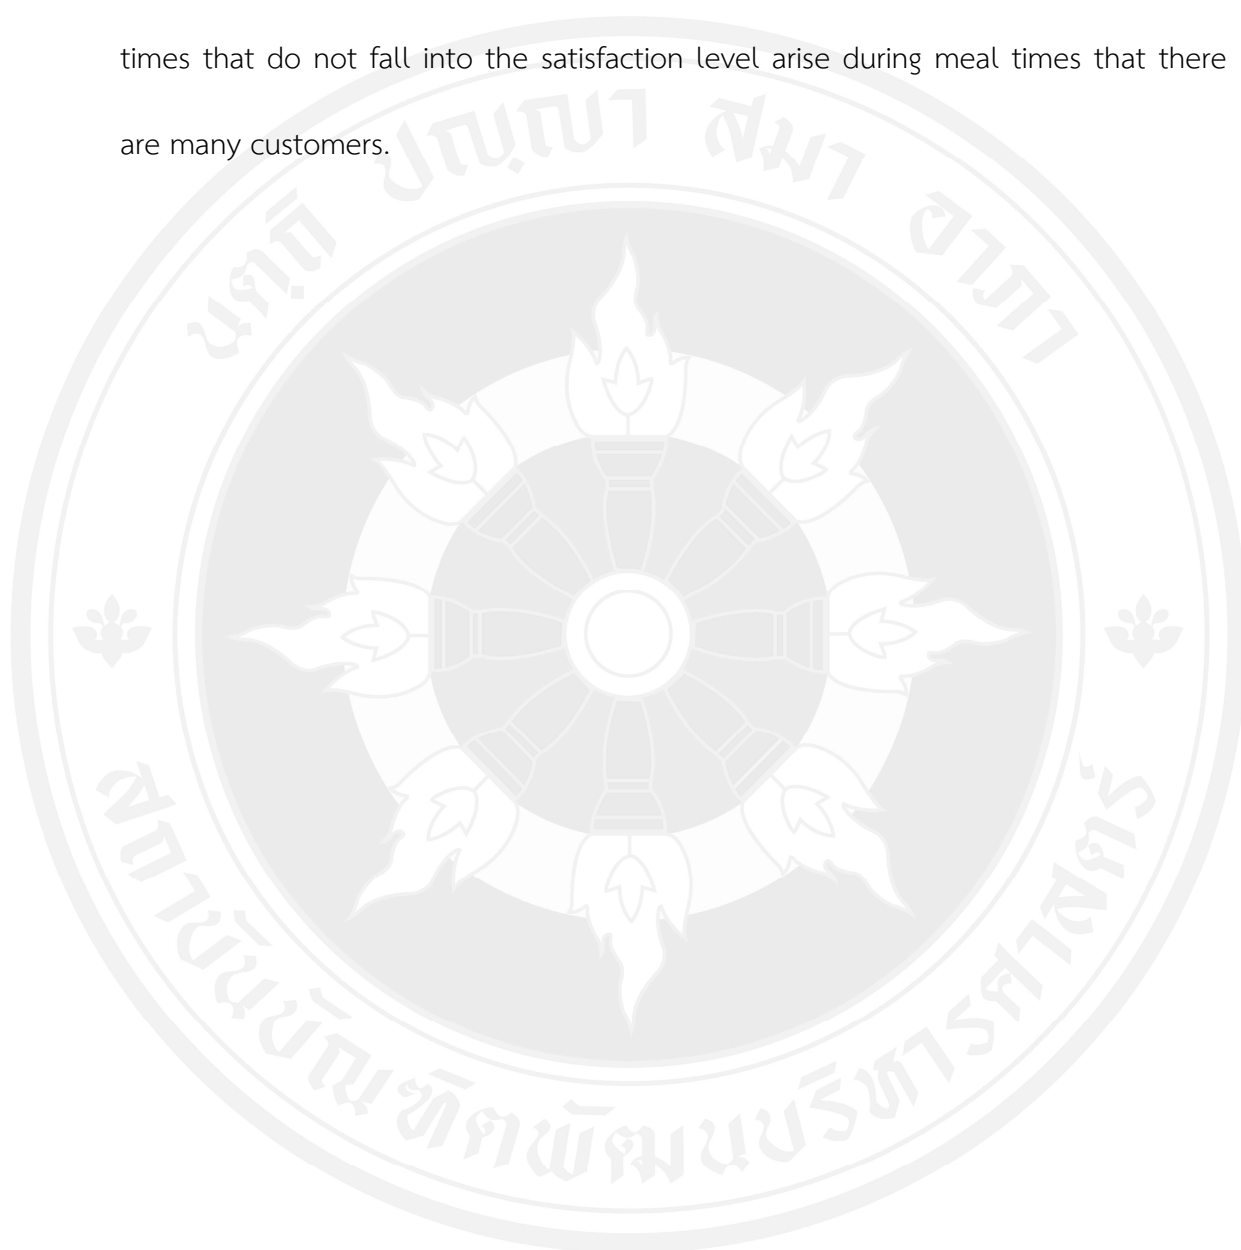 times that do not fall into the satisfaction level arise during meal times that there
are many customers.
นตฺถิ ปญฺญา สมา อาภา
สถาบันบัณฑิตพัฒนบริหารศาสตร์